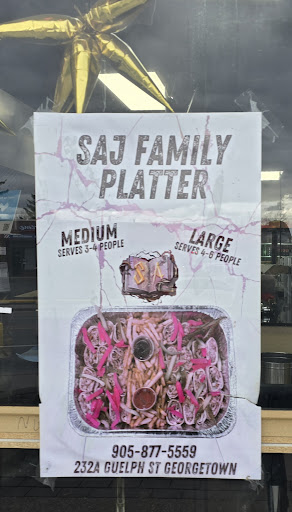 SAJ FAMILY
PLATTER
MEDIUM
SERVES 3-4 PEOPLE
LARGE
SERVES 4-6 PEOPLE
905-877-5559
232A GUELPH ST GEORGETOWN